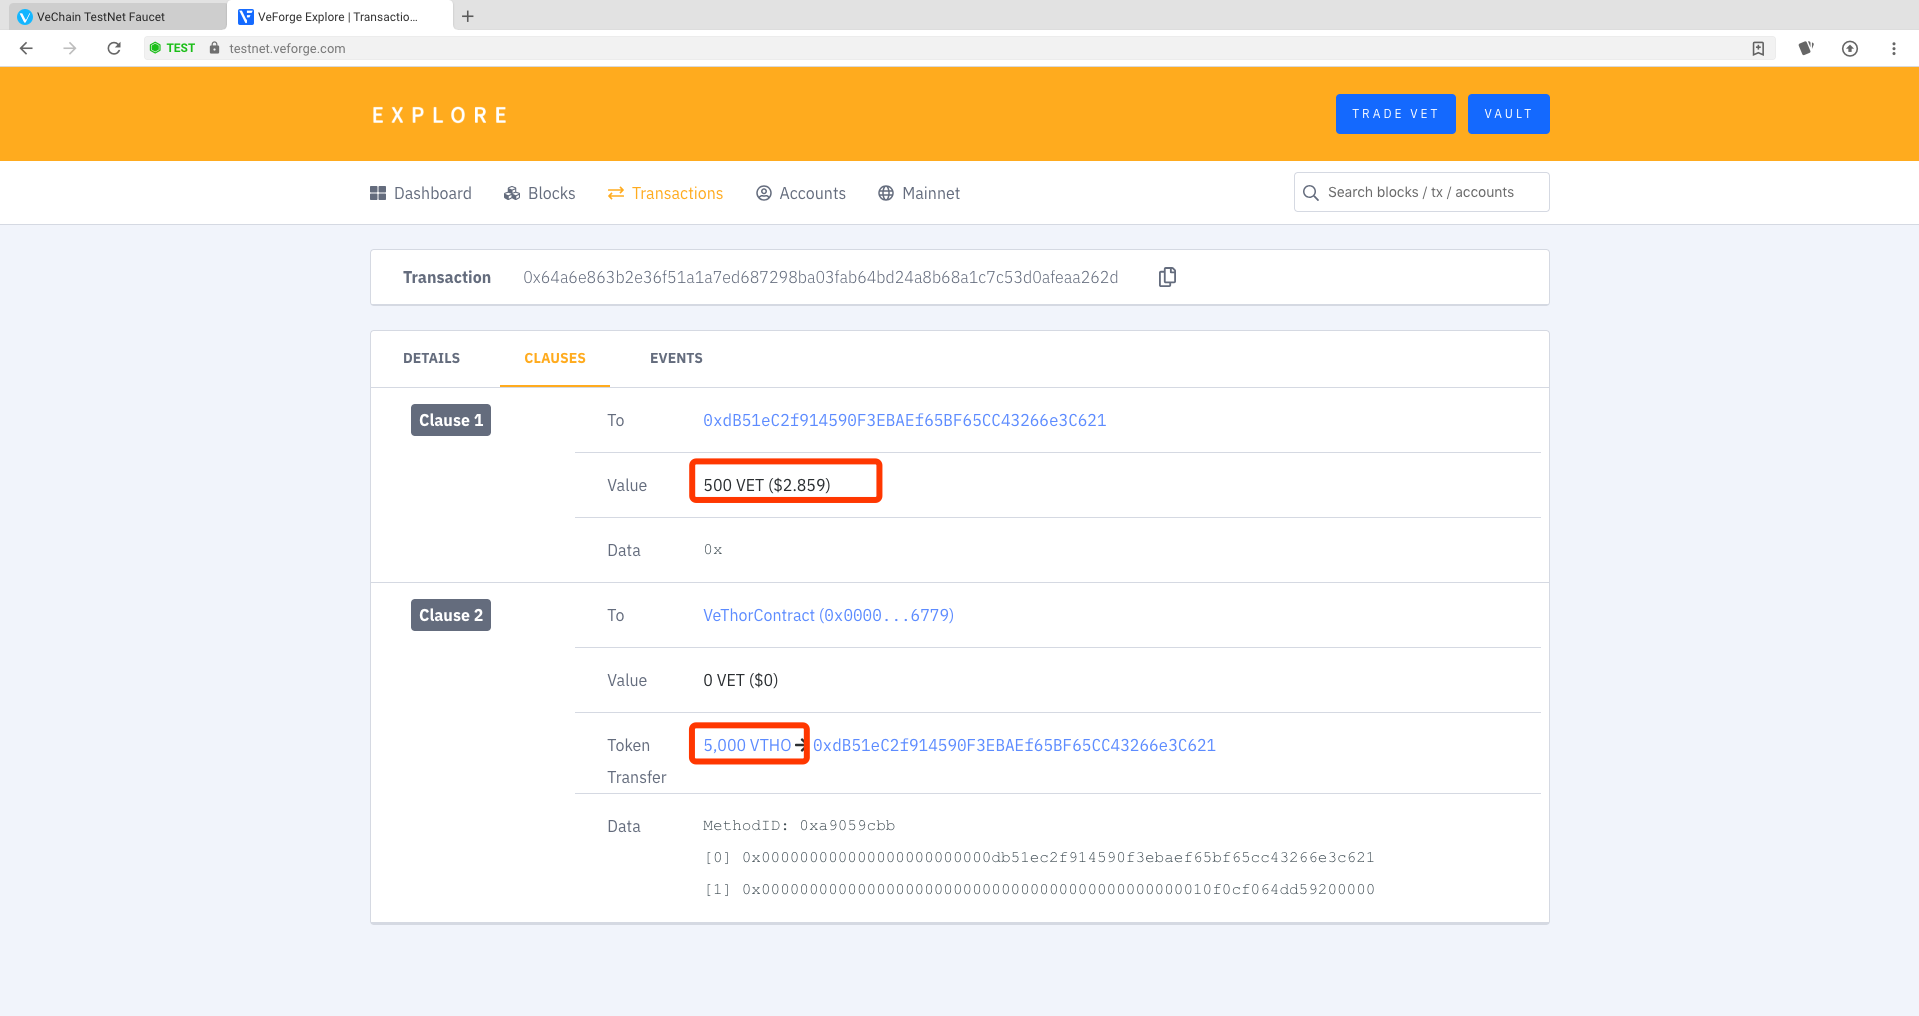 VeChain TestNet Faucet
VeForge Explore | Transactio...
TEST testnet.veforge.com
EXPLORE
TRADE VET
VAULT
Dashboard
Blocks
Transactions
Accounts
Mainnet
Search blocks / tx / accounts
Transaction 0x64a6e863b2e36f51a1a7ed687298ba03fab64bd24a8b68a1c7c53d0afeaa262d
DETAILS
CLAUSES
EVENTS
Clause 1
To 0xdB51eC2f914590F3EBAEf65BF65CC43266e3C621
Value 500 VET ($2.859)
Data 0x
Clause 2
To VeThorContract (0x0000...6779)
Value 0 VET ($0)
Token Transfer 5,000 VTHO → 0xdB51eC2f914590F3EBAEf65BF65CC43266e3C621
Data MethodID: 0xa9059cbb
[0] 0x000000000000000000000000db51ec2f914590f3ebaef65bf65cc43266e3c621
[1] 0x00000000000000000000000000000000000000000000010f0cf064dd59200000